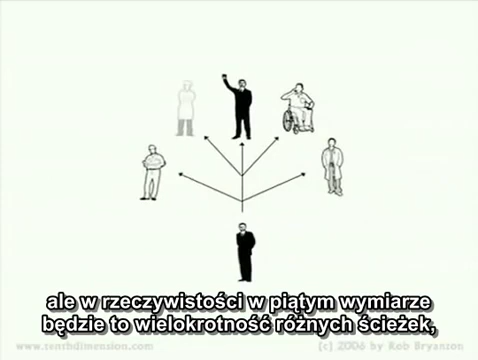 ale w rzeczywistości w piątym wymiarze
będzie to wielokrotność różnych ścieżek,
www.tenthdimension.com
(c) 2006 by Rob Bryanton